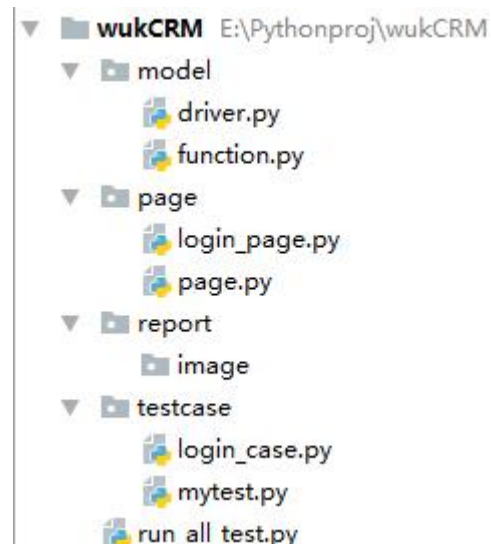 wukCRM E:\Pythonproj\wukCRM
model
driver.py
function.py
page
login_page.py
page.py
report
image
testcase
login_case.py
mytest.py
run_all_test.py